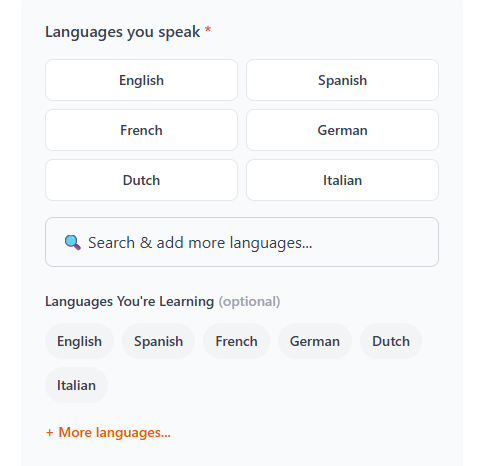 Languages you speak *
English
Spanish
French
German
Dutch
Italian
🔍 Search & add more languages...
Languages You're Learning (optional)
English Spanish French German Dutch
Italian
+ More languages...